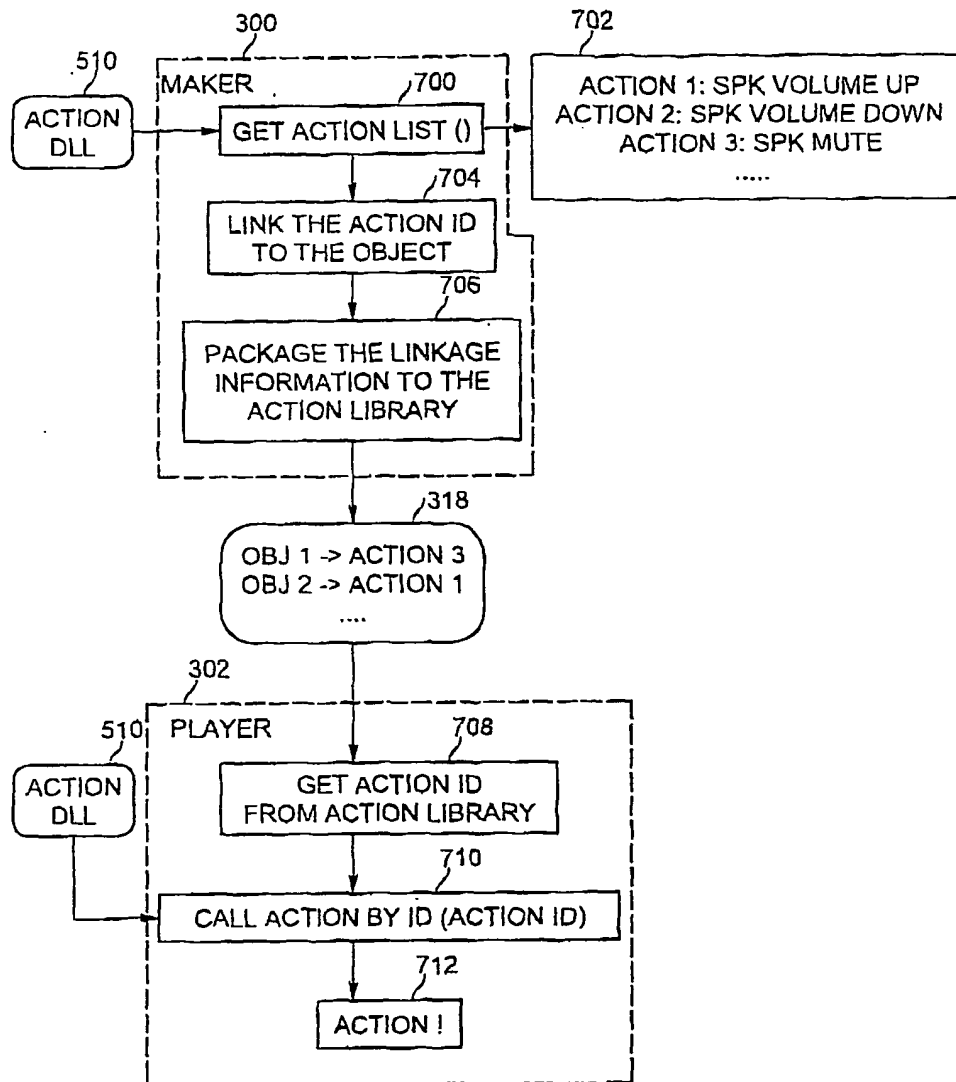 300
702
510
MAKER
700
ACTION
DLL
GET ACTION LIST ()
ACTION 1: SPK VOLUME UP
ACTION 2: SPK VOLUME DOWN
ACTION 3: SPK MUTE
.....
704
LINK THE ACTION ID
TO THE OBJECT
706
PACKAGE THE LINKAGE
INFORMATION TO THE
ACTION LIBRARY
318
OBJ 1 -> ACTION 3
OBJ 2 -> ACTION 1
....
302
510
PLAYER
708
ACTION
DLL
GET ACTION ID
FROM ACTION LIBRARY
710
CALL ACTION BY ID (ACTION ID)
712
ACTION !